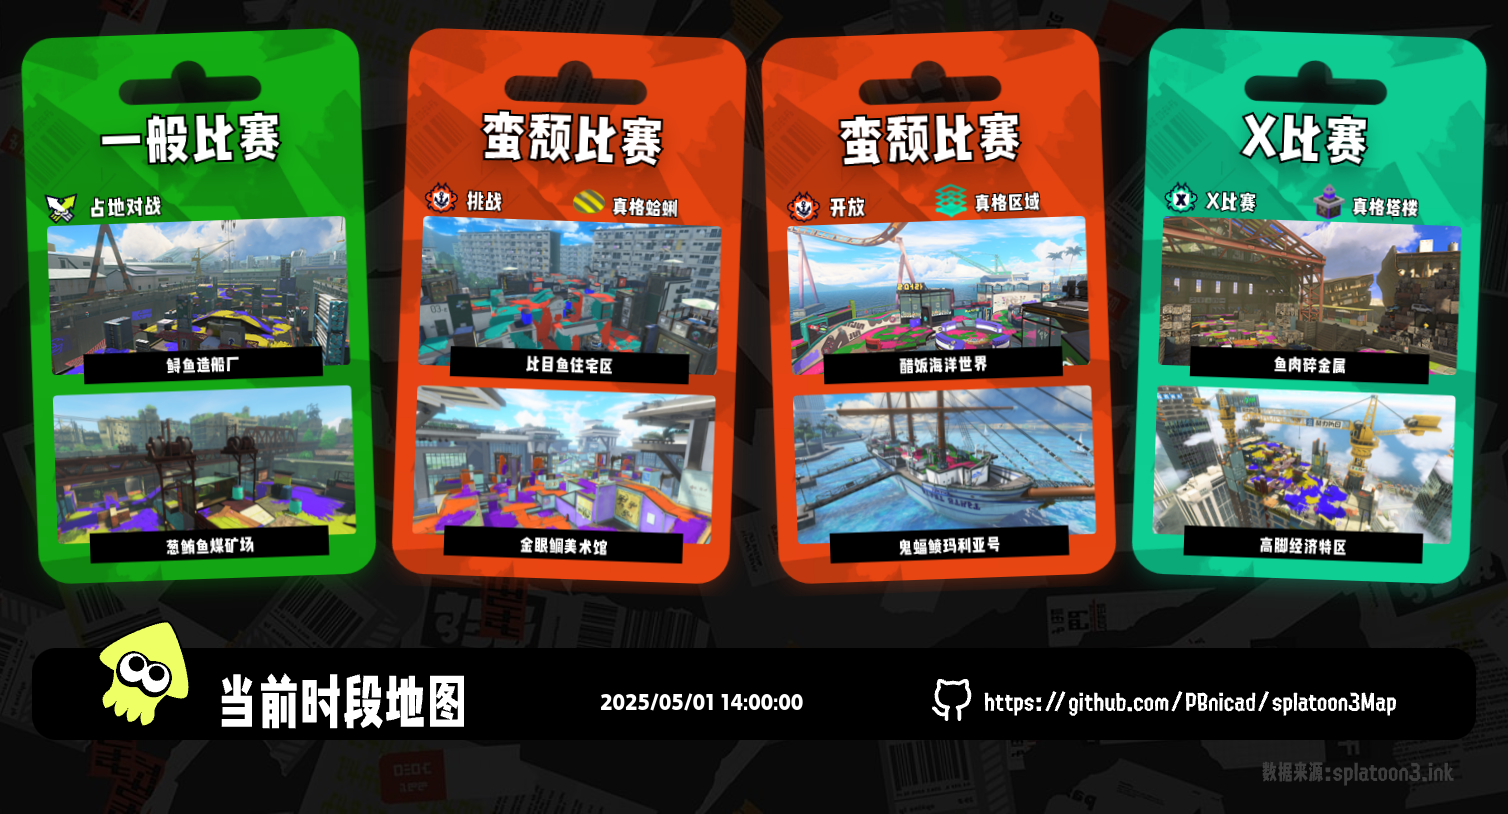 一般比赛
占地对战
鲟鱼造船厂
葱鲔鱼煤矿场
蛮颓比赛
挑战
真格蛤蜊
比目鱼住宅区
金眼鲷美术馆
蛮颓比赛
开放
真格区域
醋饭海洋世界
鬼蝠鲼玛利亚号
X比赛
X比赛
真格塔楼
鱼肉碎金属
高脚经济特区
当前时段地图
2025/05/01 14:00:00
https://github.com/PBnicad/splatoon3Map
数据来源:splatoon3.ink